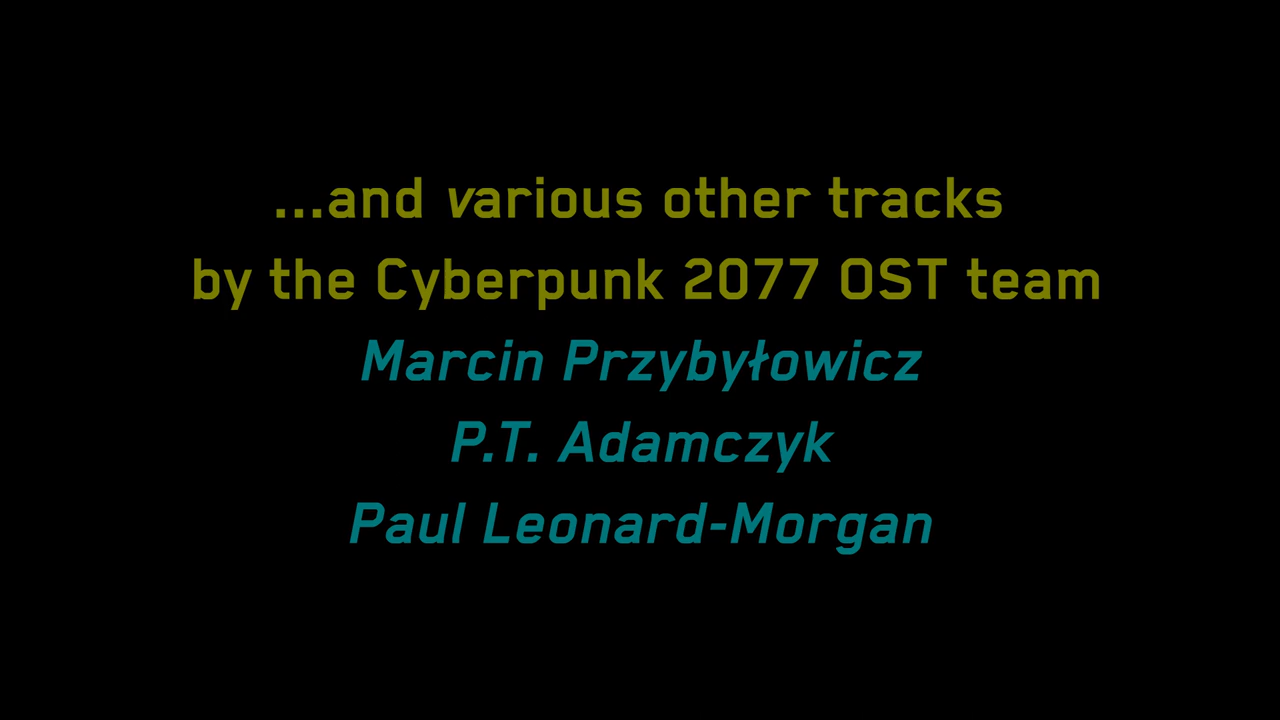 ...and various other tracks
by the Cyberpunk 2077 OST team
Marcin Przybyłowicz
P.T. Adamczyk
Paul Leonard-Morgan